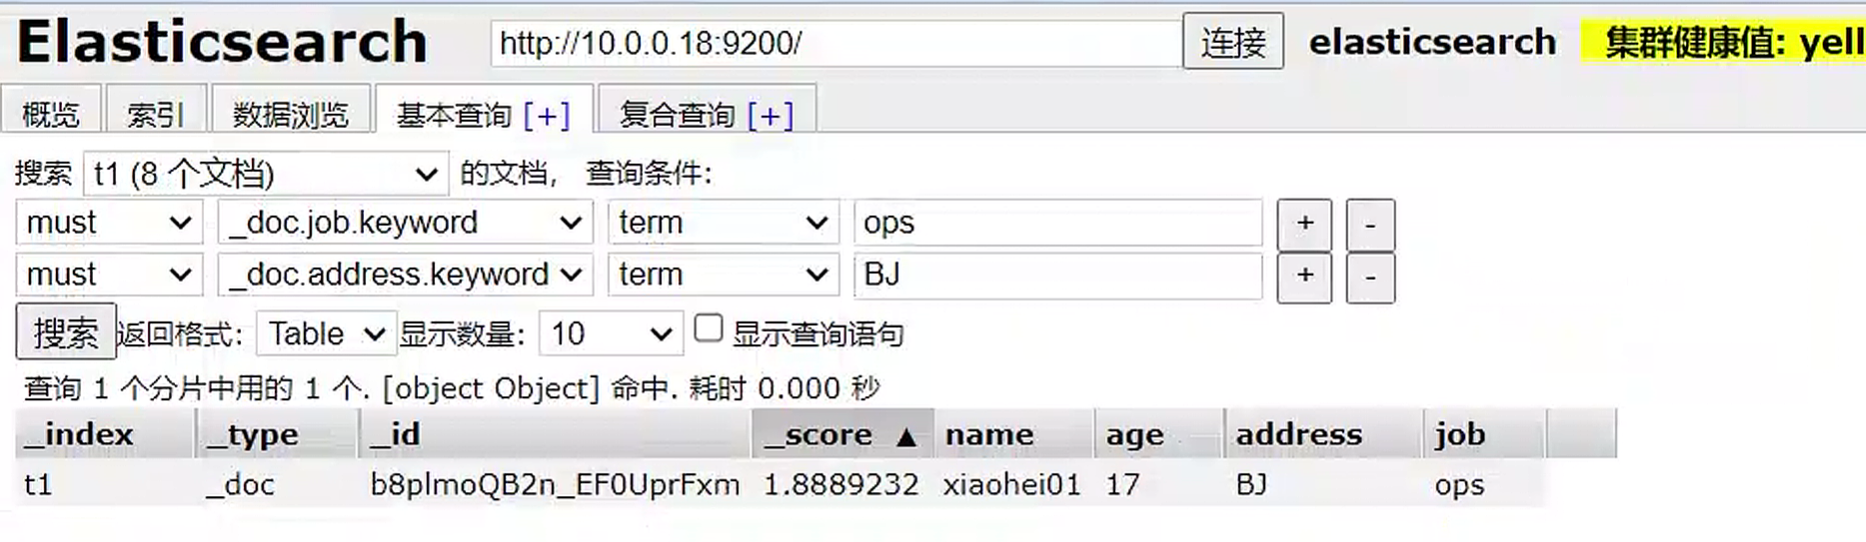 Elasticsearch http://10.0.0.18:9200/ 连接 elasticsearch 集群健康值: yell
概览 索引 数据浏览 基本查询 [+] 复合查询 [+]
搜索 t1 (8 个文档) 的文档, 查询条件:
must _doc.job.keyword term ops + -
must _doc.address.keyword term BJ + -
搜索 返回格式: Table 显示数量: 10 显示查询语句
查询 1 个分片中用的 1 个. [object Object] 命中. 耗时 0.000 秒
_index _type _id _score ▲ name age address job
t1 _doc b8plmoQB2n_EF0UprFxm 1.8889232 xiaohei01 17 BJ ops